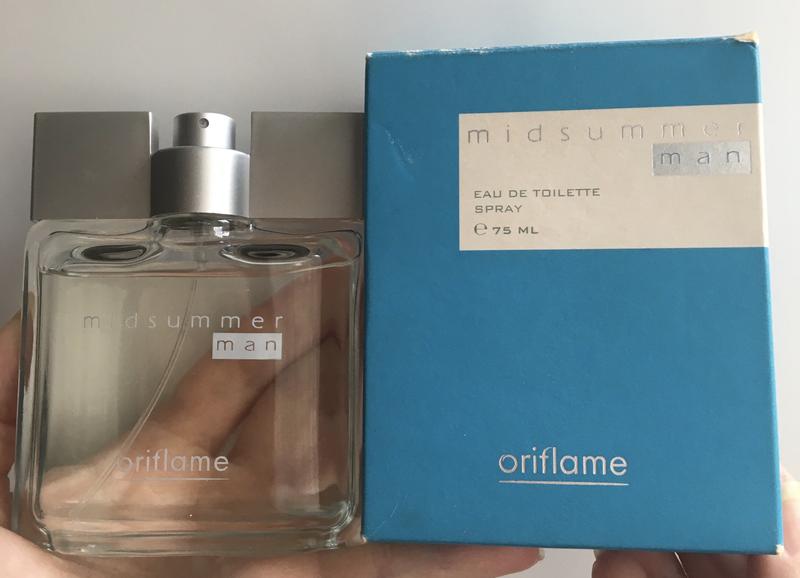 midsummer
man
oriflame
midsummer
man
EAU DE TOILETTE
SPRAY
℮ 75 ML
oriflame